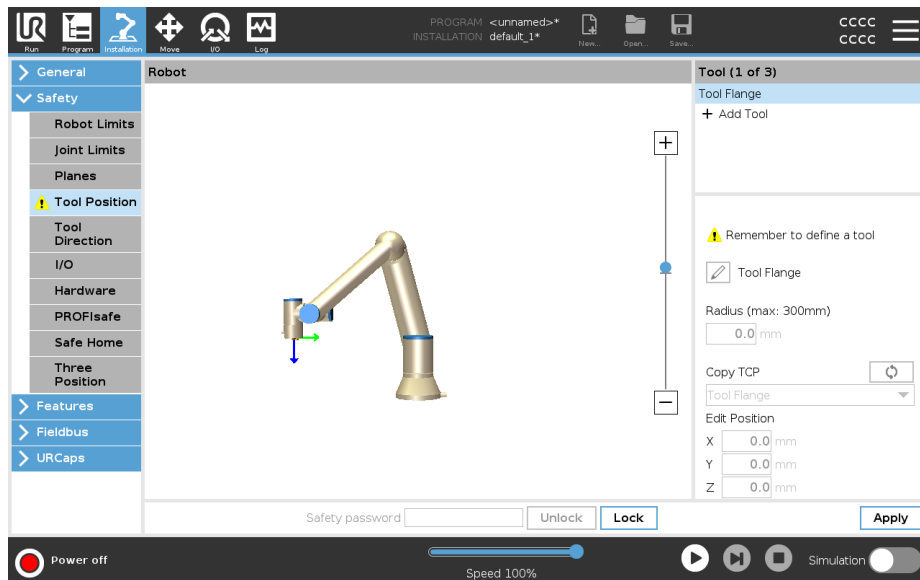 PROGRAM <unnamed>*
INSTALLATION default_1*
CCCC
CCCC
Run Program Installation Move I/O Log New... Open... Save...
General
Safety
Robot Limits
Joint Limits
Planes
Tool Position
Tool
Direction
I/O
Hardware
PROFIsafe
Safe Home
Three
Position
Features
Fieldbus
URCaps
Robot
Tool (1 of 3)
Tool Flange
+ Add Tool
Remember to define a tool
Tool Flange
Radius (max: 300mm)
0.0 mm
Copy TCP
Tool Flange
Edit Position
X 0.0 mm
Y 0.0 mm
Z 0.0 mm
Safety password Unlock Lock Apply
Power off
Speed 100%
Simulation